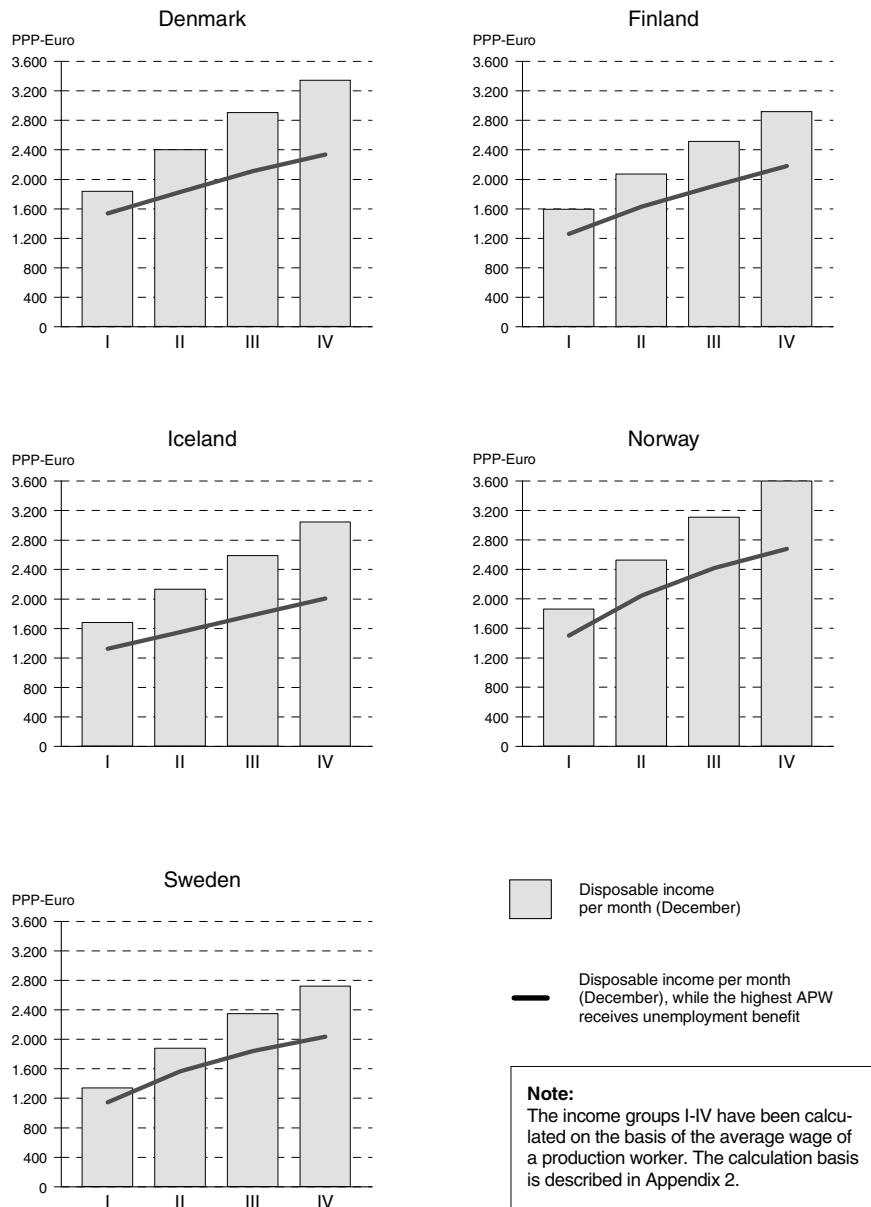 Denmark
PPP-Euro
3.600
3.200
2.800
2.400
2.000
1.600
1.200
800
400
0
I II III IV
Finland
PPP-Euro
3.600
3.200
2.800
2.400
2.000
1.600
1.200
800
400
0
I II III IV
Iceland
PPP-Euro
3.600
3.200
2.800
2.400
2.000
1.600
1.200
800
400
0
I II III IV
Norway
PPP-Euro
3.600
3.200
2.800
2.400
2.000
1.600
1.200
800
400
0
I II III IV
Sweden
PPP-Euro
3.600
3.200
2.800
2.400
2.000
1.600
1.200
800
400
0
I II III IV
Disposable income
per month (December)
Disposable income per month
(December), while the highest APW
receives unemployment benefit
Note:
The income groups I-IV have been calcu-
lated on the basis of the average wage of
a production worker. The calculation basis
is described in Appendix 2.